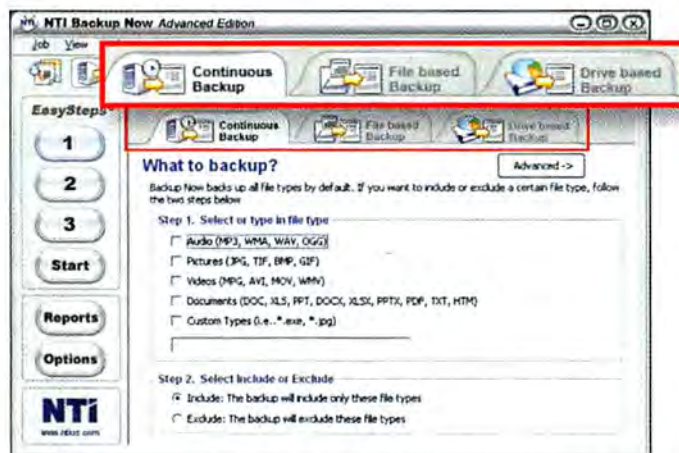 NTI Backup Now Advanced Edition
Job View
Continuous Backup
File based Backup
Drive based Backup
EasySteps
Continuous Backup
File based Backup
Drive based Backup
1
2
3
Start
Reports
Options
NTI
www.ntius.com
What to backup?
Advanced ->
Backup Now backs up all file types by default. If you want to include or exclude a certain file type, follow
the two steps below
Step 1. Select or type in file type
Audio (MP3, WMA, WAV, OGG)
Pictures (JPG, TIF, BMP, GIF)
Videos (MPG, AVI, MOV, WMV)
Documents (DOC, XLS, PPT, DOCX, XLSX, PPTX, PDF, TXT, HTM)
Custom Types (i.e..*.exe, *.jpg)
Step 2. Select Include or Exclude
Include: The backup will include only these file types
Exclude: The backup will exclude these file types